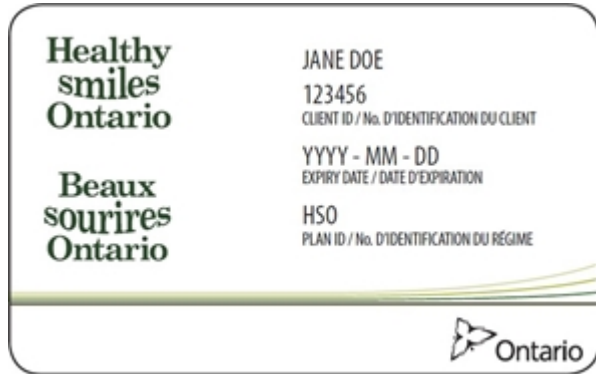 Healthy
smiles
Ontario
Beaux
sourires
Ontario
JANE DOE
123456
CLIENT ID / No. D'IDENTIFICATION DU CLIENT
YYYY - MM - DD
EXPIRY DATE / DATE D'EXPIRATION
HSO
PLAN ID / No. D'IDENTIFICATION DU RÉGIME
Ontario